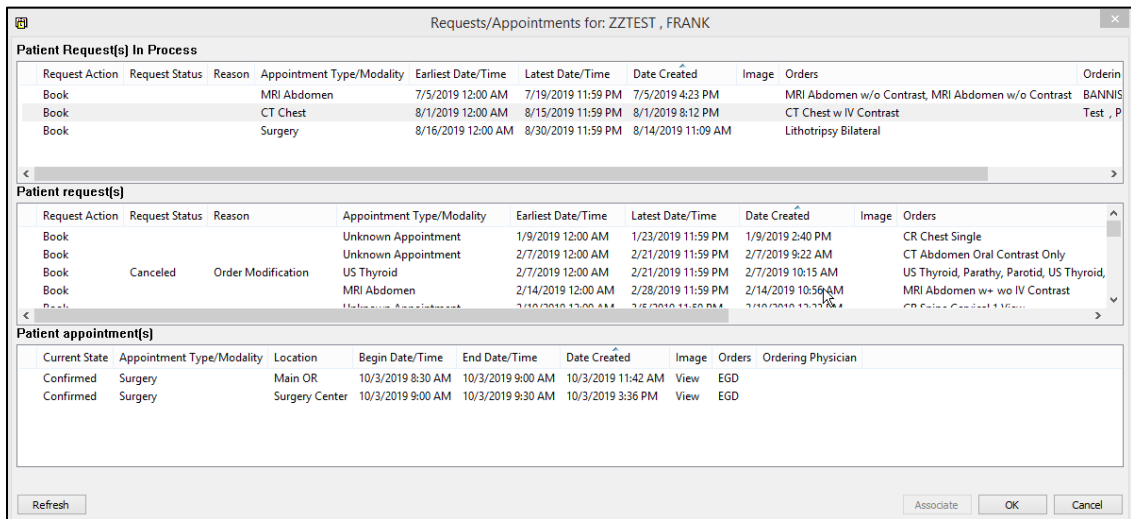 Requests/Appointments for: ZZTEST , FRANK
Patient Request(s) In Process
Request Action Request Status Reason Appointment Type/Modality Earliest Date/Time Latest Date/Time Date Created Image Orders Orderin
Book MRI Abdomen 7/5/2019 12:00 AM 7/19/2019 11:59 PM 7/5/2019 4:23 PM MRI Abdomen w/o Contrast, MRI Abdomen w/o Contrast BANNIS
Book CT Chest 8/1/2019 12:00 AM 8/15/2019 11:59 PM 8/1/2019 8:12 PM CT Chest w IV Contrast Test , P
Book Surgery 8/16/2019 12:00 AM 8/30/2019 11:59 PM 8/14/2019 11:09 AM Lithotripsy Bilateral
Patient request(s)
Request Action Request Status Reason Appointment Type/Modality Earliest Date/Time Latest Date/Time Date Created Image Orders
Book Unknown Appointment 1/9/2019 12:00 AM 1/23/2019 11:59 PM 1/9/2019 2:40 PM CR Chest Single
Book Unknown Appointment 2/7/2019 12:00 AM 2/21/2019 11:59 PM 2/7/2019 9:22 AM CT Abdomen Oral Contrast Only
Book Canceled Order Modification US Thyroid 2/7/2019 12:00 AM 2/21/2019 11:59 PM 2/7/2019 10:15 AM US Thyroid, Parathy, Parotid, US Thyroid,
Book MRI Abdomen 2/14/2019 12:00 AM 2/28/2019 11:59 PM 2/14/2019 10:56 AM MRI Abdomen w+ wo IV Contrast
Patient appointment(s)
Current State Appointment Type/Modality Location Begin Date/Time End Date/Time Date Created Image Orders Ordering Physician
Confirmed Surgery Main OR 10/3/2019 8:30 AM 10/3/2019 9:00 AM 10/3/2019 11:42 AM View EGD
Confirmed Surgery Surgery Center 10/3/2019 9:00 AM 10/3/2019 9:30 AM 10/3/2019 3:36 PM View EGD
Refresh Associate OK Cancel